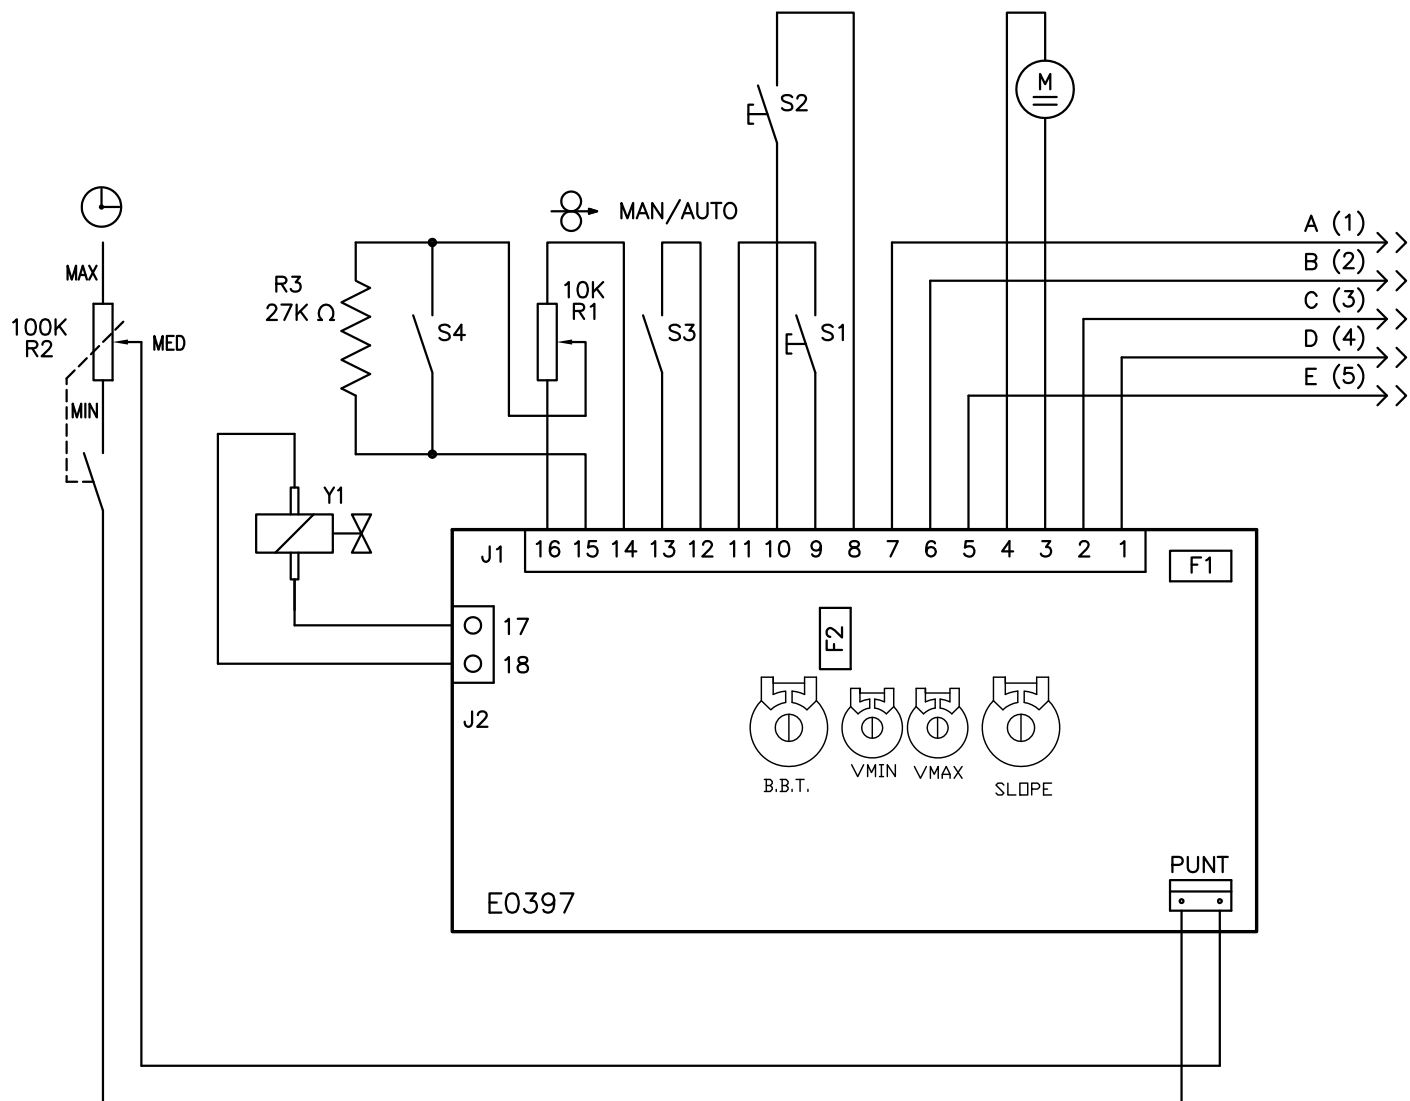 M
S2
MAN/AUTO
A (1)
B (2)
C (3)
D (4)
E (5)
MAX
100K
R2
MED
MIN
R3
27K Ω
S4
10K
R1
S3
S1
Y1
J1
16 15 14 13 12 11 10 9 8 7 6 5 4 3 2 1
F1
17
18
F2
J2
B.B.T.
VMIN
VMAX
SLOPE
PUNT
E0397